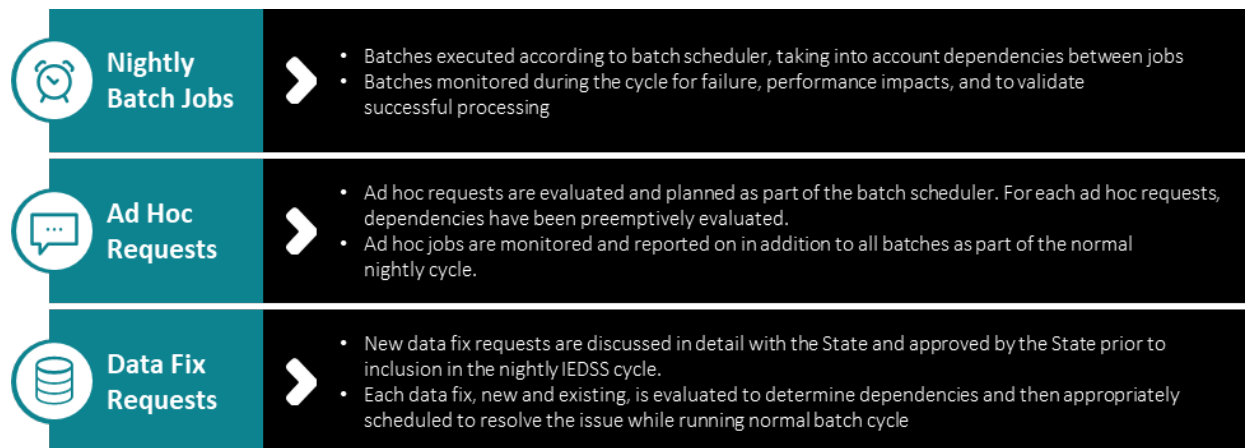 Nightly
Batch Jobs
• Batches executed according to batch scheduler, taking into account dependencies between jobs
• Batches monitored during the cycle for failure, performance impacts, and to validate
successful processing
Ad Hoc
Requests
• Ad hoc requests are evaluated and planned as part of the batch scheduler. For each ad hoc requests,
dependencies have been preemptively evaluated.
• Ad hoc jobs are monitored and reported on in addition to all batches as part of the normal
nightly cycle.
Data Fix
Requests
• New data fix requests are discussed in detail with the State and approved by the State prior to
inclusion in the nightly IEDSS cycle.
• Each data fix, new and existing, is evaluated to determine dependencies and then appropriately
scheduled to resolve the issue while running normal batch cycle